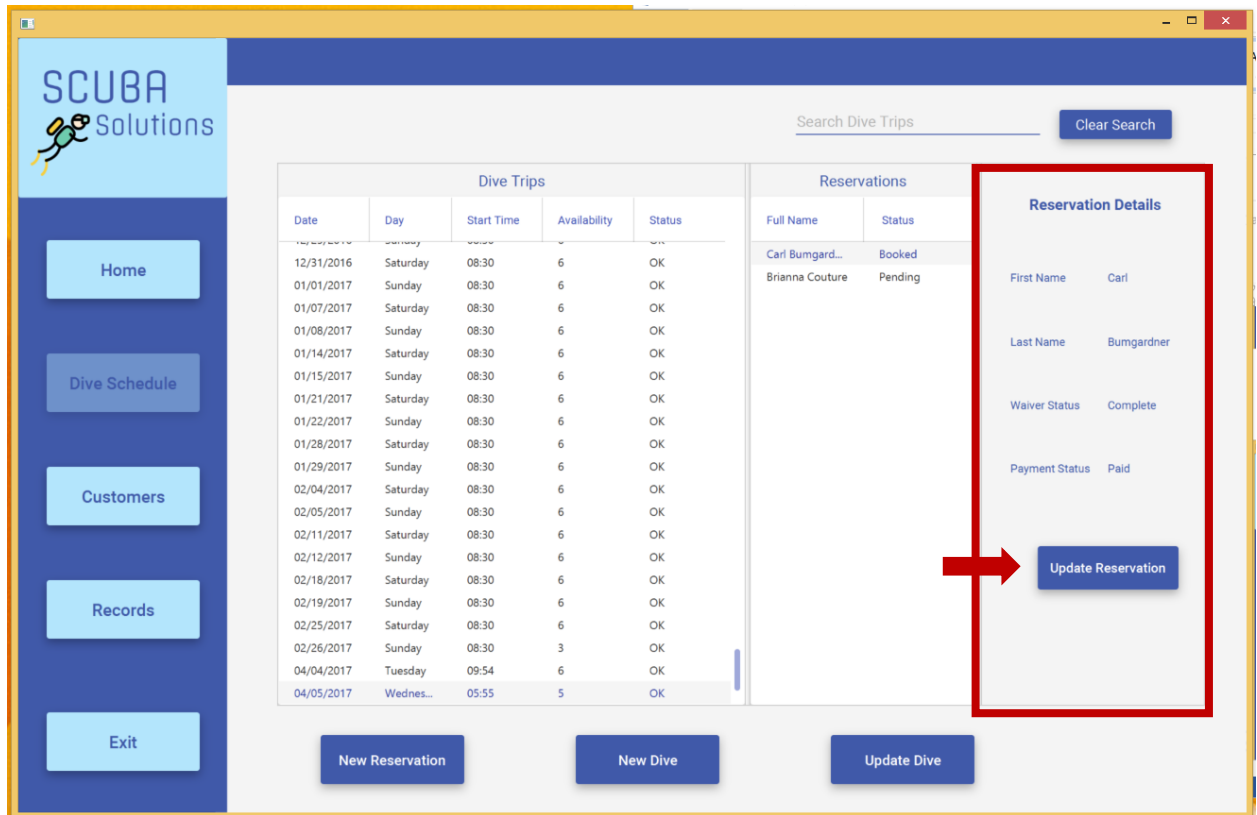 SCUBA
Solutions
Search Dive Trips
Clear Search
Home
Dive Schedule
Customers
Records
Exit
Dive Trips
Date Day Start Time Availability Status
12/31/2016 Saturday 08:30 6 OK
01/01/2017 Sunday 08:30 6 OK
01/07/2017 Saturday 08:30 6 OK
01/08/2017 Sunday 08:30 6 OK
01/14/2017 Saturday 08:30 6 OK
01/15/2017 Sunday 08:30 6 OK
01/21/2017 Saturday 08:30 6 OK
01/22/2017 Sunday 08:30 6 OK
01/28/2017 Saturday 08:30 6 OK
01/29/2017 Sunday 08:30 6 OK
02/04/2017 Saturday 08:30 6 OK
02/05/2017 Sunday 08:30 6 OK
02/11/2017 Saturday 08:30 6 OK
02/12/2017 Sunday 08:30 6 OK
02/18/2017 Saturday 08:30 6 OK
02/19/2017 Sunday 08:30 6 OK
02/25/2017 Saturday 08:30 6 OK
02/26/2017 Sunday 08:30 3 OK
04/04/2017 Tuesday 09:54 6 OK
04/05/2017 Wednes... 05:55 5 OK
Reservations
Full Name Status
Carl Bumgard... Booked
Brianna Couture Pending
Reservation Details
First Name Carl
Last Name Bumgardner
Waiver Status Complete
Payment Status Paid
Update Reservation
New Reservation
New Dive
Update Dive